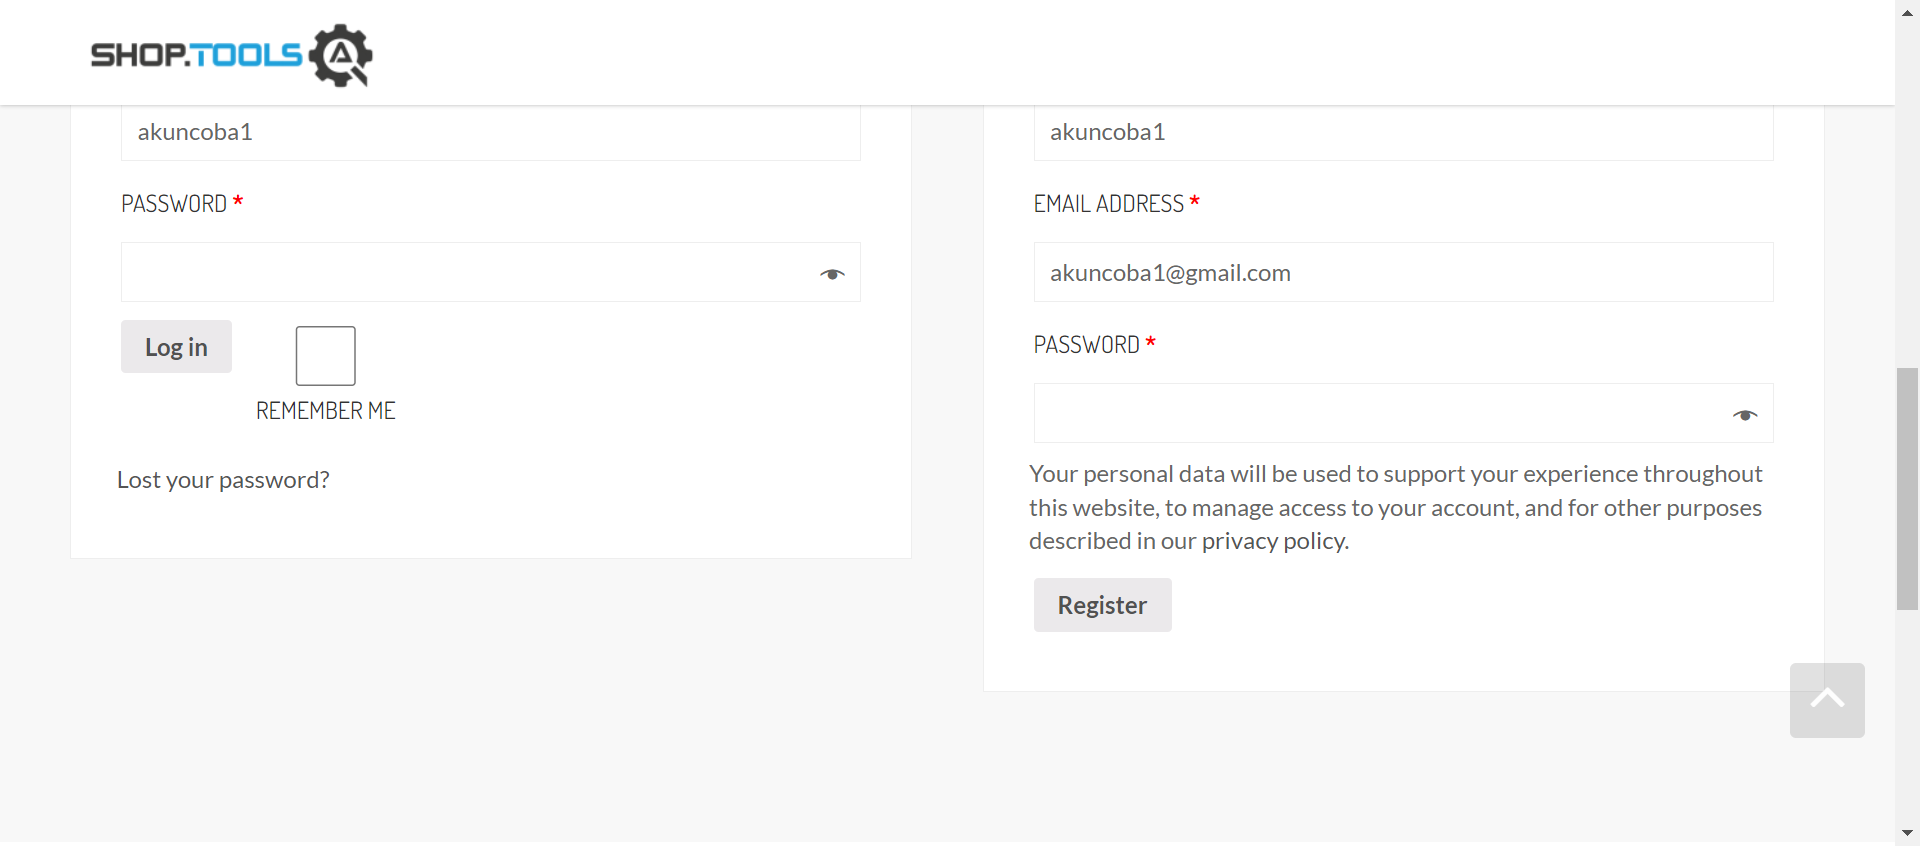 SHOP.TOOLS
akuncoba1
PASSWORD *
Log in
REMEMBER ME
Lost your password?
akuncoba1
EMAIL ADDRESS *
akuncoba1@gmail.com
PASSWORD *
Your personal data will be used to support your experience throughout
this website, to manage access to your account, and for other purposes
described in our privacy policy.
Register